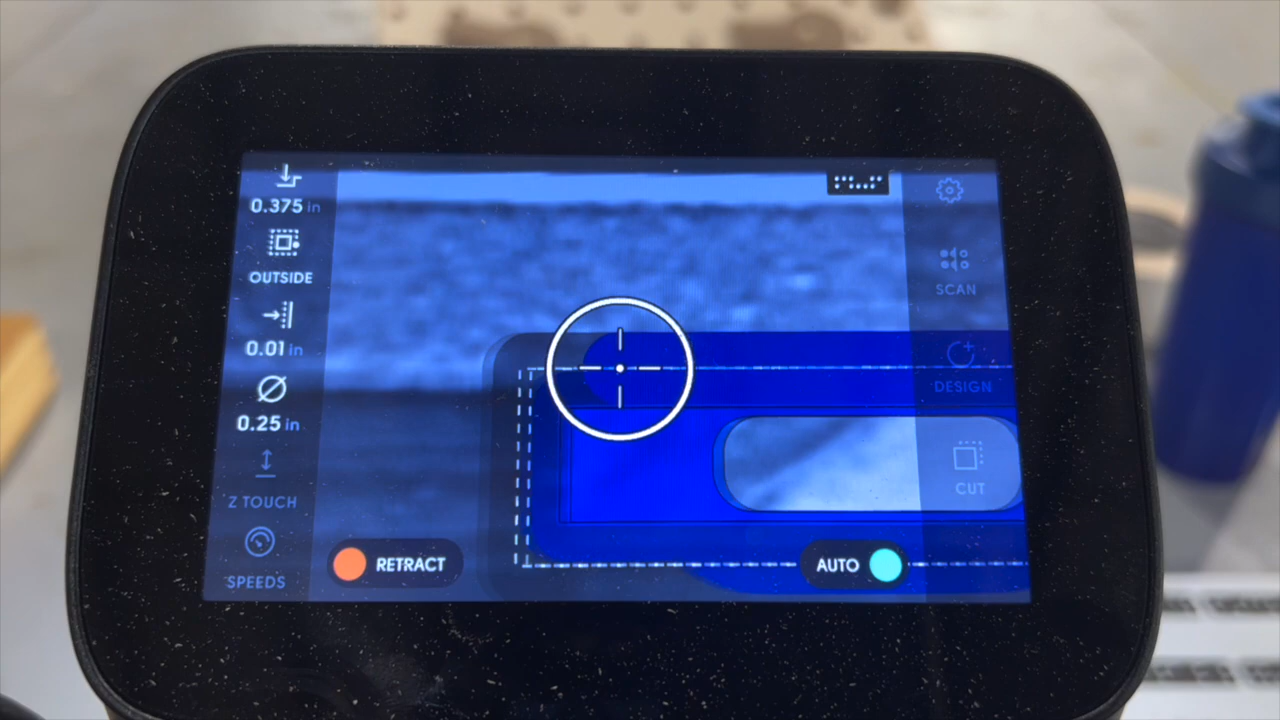 0.375 in
OUTSIDE
0.01 in
0.25 in
Z TOUCH
SPEEDS
RETRACT
AUTO
SCAN
DESIGN
CUT